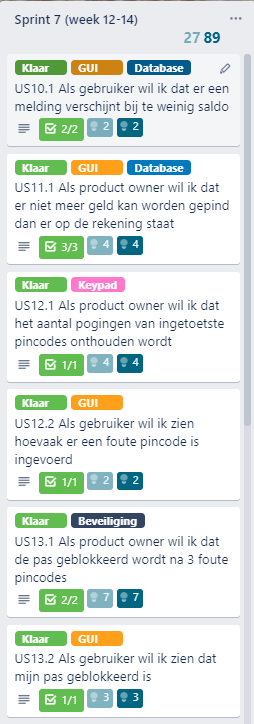 Sprint 7 (week 12-14)
27 89
Klaar GUI Database
US10.1 Als gebruiker wil ik dat er een
melding verschijnt bij te weinig saldo
2/2 2 2
Klaar GUI Database
US11.1 Als product owner wil ik dat
er niet meer geld kan worden gepind
dan er op de rekening staat
3/3 4 4
Klaar Keypad
US12.1 Als product owner wil ik dat
het aantal pogingen van ingetoetste
pincodes onthouden wordt
1/1 4 4
Klaar GUI
US12.2 Als gebruiker wil ik zien
hoevaak er een foute pincode is
ingevoerd
1/1 2 2
Klaar Beveiliging
US13.1 Als product owner wil ik dat
de pas geblokkeerd wordt na 3 foute
pincodes
2/2 7 7
Klaar GUI
US13.2 Als gebruiker wil ik zien dat
mijn pas geblokkeerd is
1/1 3 3